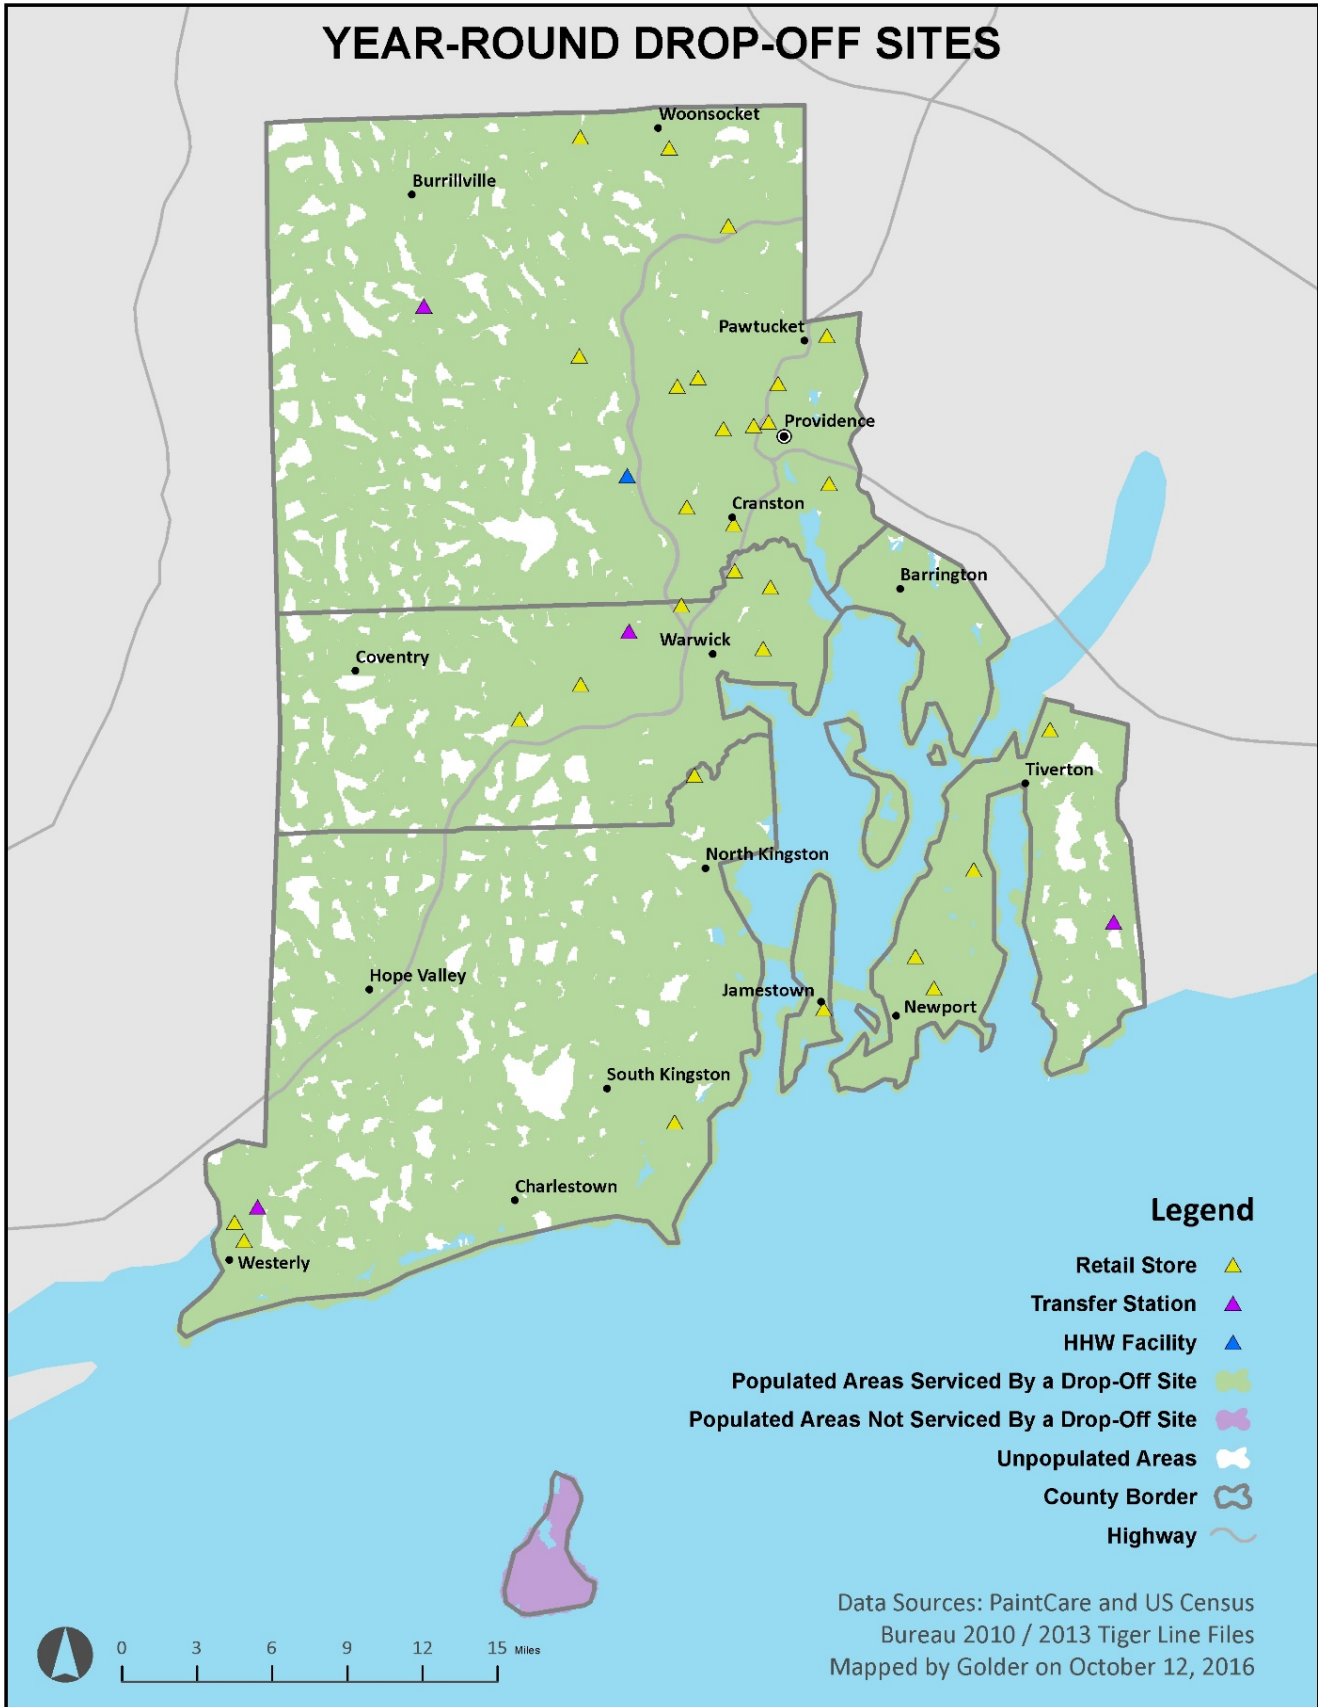 YEAR-ROUND DROP-OFF SITES
Woonsocket
Burrillville
Pawtucket
Providence
Cranston
Barrington
Warwick
Coventry
Tiverton
North Kingston
Hope Valley
Jamestown
Newport
South Kingston
Charlestown
Westerly
Legend
Retail Store
Transfer Station
HHW Facility
Populated Areas Serviced By a Drop-Off Site
Populated Areas Not Serviced By a Drop-Off Site
Unpopulated Areas
County Border
Highway
0 3 6 9 12 15 Miles
Data Sources: PaintCare and US Census
Bureau 2010 / 2013 Tiger Line Files
Mapped by Golder on October 12, 2016